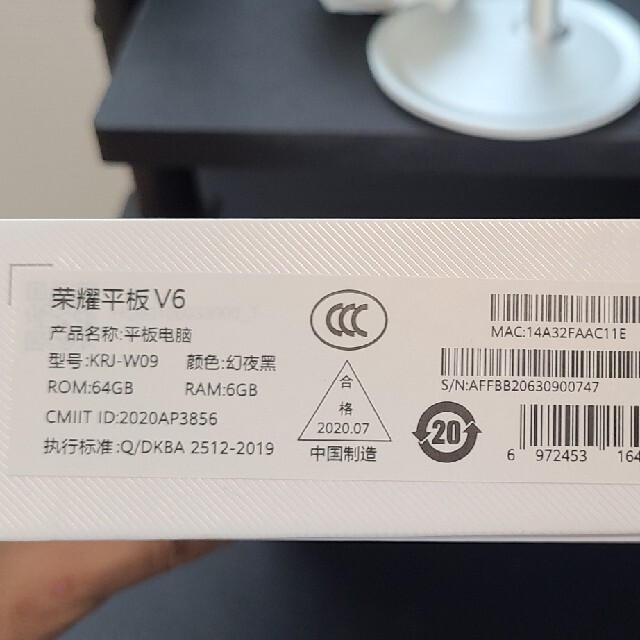 荣耀平板 V6
产品名称:平板电脑
型号:KRJ-W09 颜色:幻夜黑
ROM:64GB RAM:6GB
CMIIT ID:2020AP3856
执行标准:Q/DKBA 2512-2019
CCC
合
格
2020.07
中国制造
20
MAC:14A32FAAC11E
S/N:AFFBB20630900747
6 972453 164